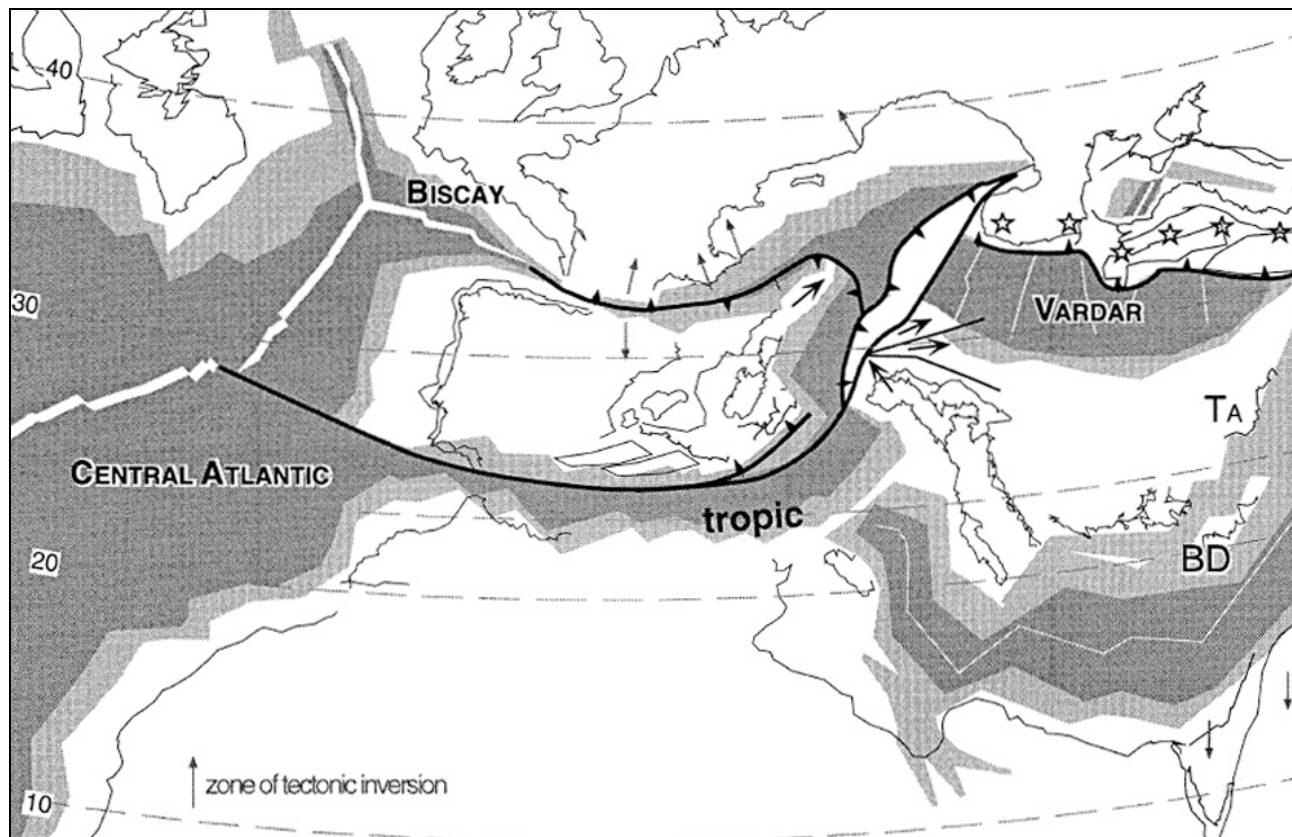 40
BISCAY
30
VARDAR
TA
CENTRAL ATLANTIC
tropic
20
BD
zone of tectonic inversion
10